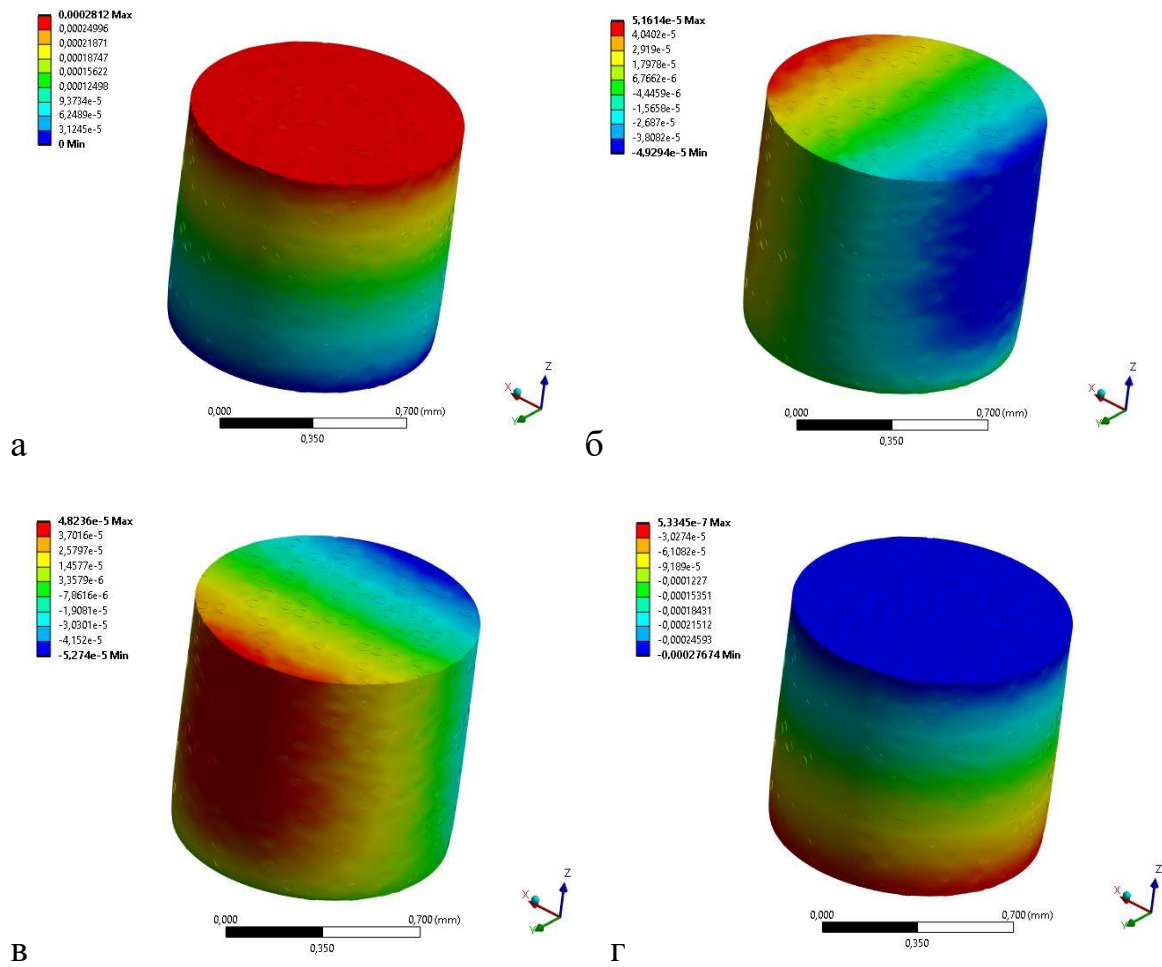 0,0002812 Max
0,00024996
0,00021871
0,00018747
0,00015622
0,00012498
9,3734e-5
6,2489e-5
3,1245e-5
0 Min
Z
X
Y
0,000
0,700 (mm)
0,350
а
5,1614e-5 Max
4,0402e-5
2,919e-5
1,7978e-5
6,7662e-6
-4,4459e-6
-1,5658e-5
-2,687e-5
-3,8082e-5
-4,9294e-5 Min
Z
X
Y
0,000
0,700 (mm)
0,350
б
4,8236e-5 Max
3,7016e-5
2,5797e-5
1,4577e-5
3,3579e-6
-7,8616e-6
-1,9081e-5
-3,0301e-5
-4,152e-5
-5,274e-5 Min
Z
X
Y
0,000
0,700 (mm)
0,350
в
5,3345e-7 Max
-3,0274e-5
-6,1082e-5
-9,189e-5
-0,0001227
-0,00015351
-0,00018431
-0,00021512
-0,00024593
-0,00027674 Min
Z
X
Y
0,000
0,700 (mm)
0,350
г